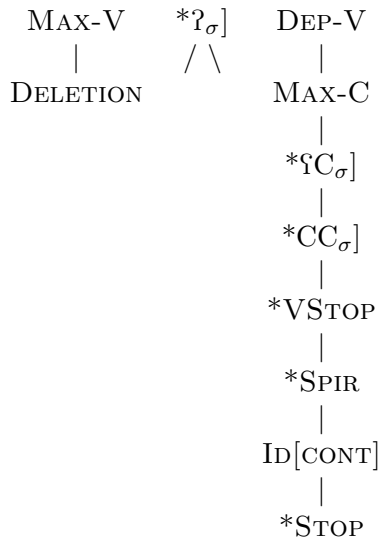 MAX-V *ʔσ] DEP-V
DELETION MAX-C
*ʕCσ]
*CCσ]
*VSTOP
*SPIR
ID[CONT]
*STOP